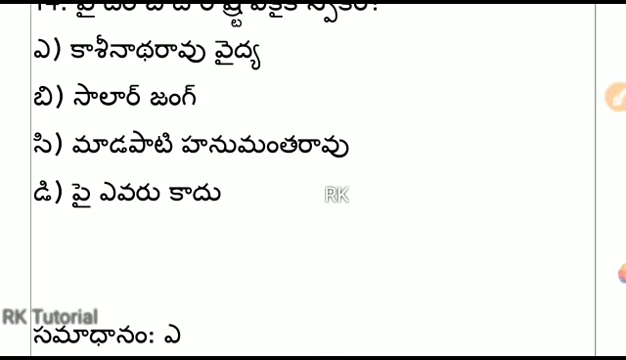 ఎ) కాశీనాథరావు వైద్య
బి) సాలార్ జంగ్
సి) మాడపాటి హనుమంతరావు
డి) పై ఎవరు కాదు
RK
RK Tutorial
సమాధానం: ఎ